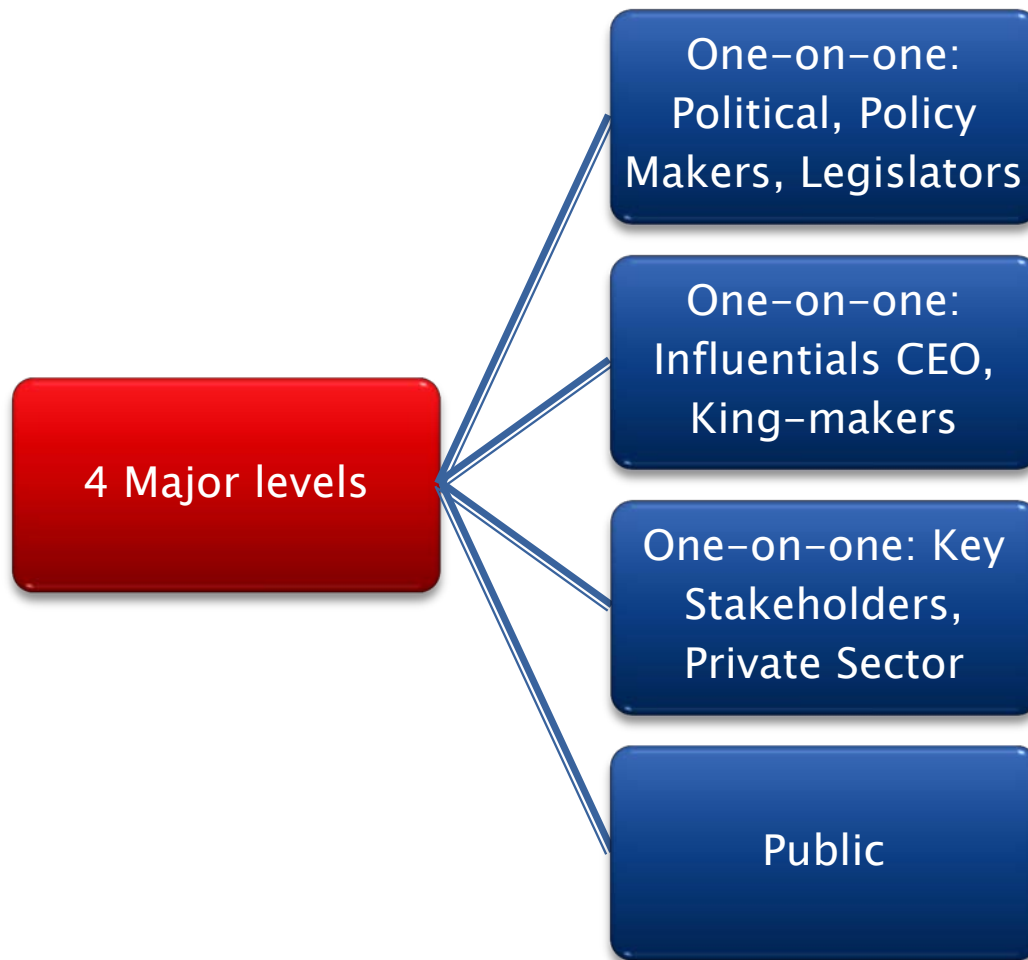 One-on-one:
Political, Policy
Makers, Legislators
One-on-one:
Influentials CEO,
King-makers
4 Major levels
One-on-one: Key
Stakeholders,
Private Sector
Public